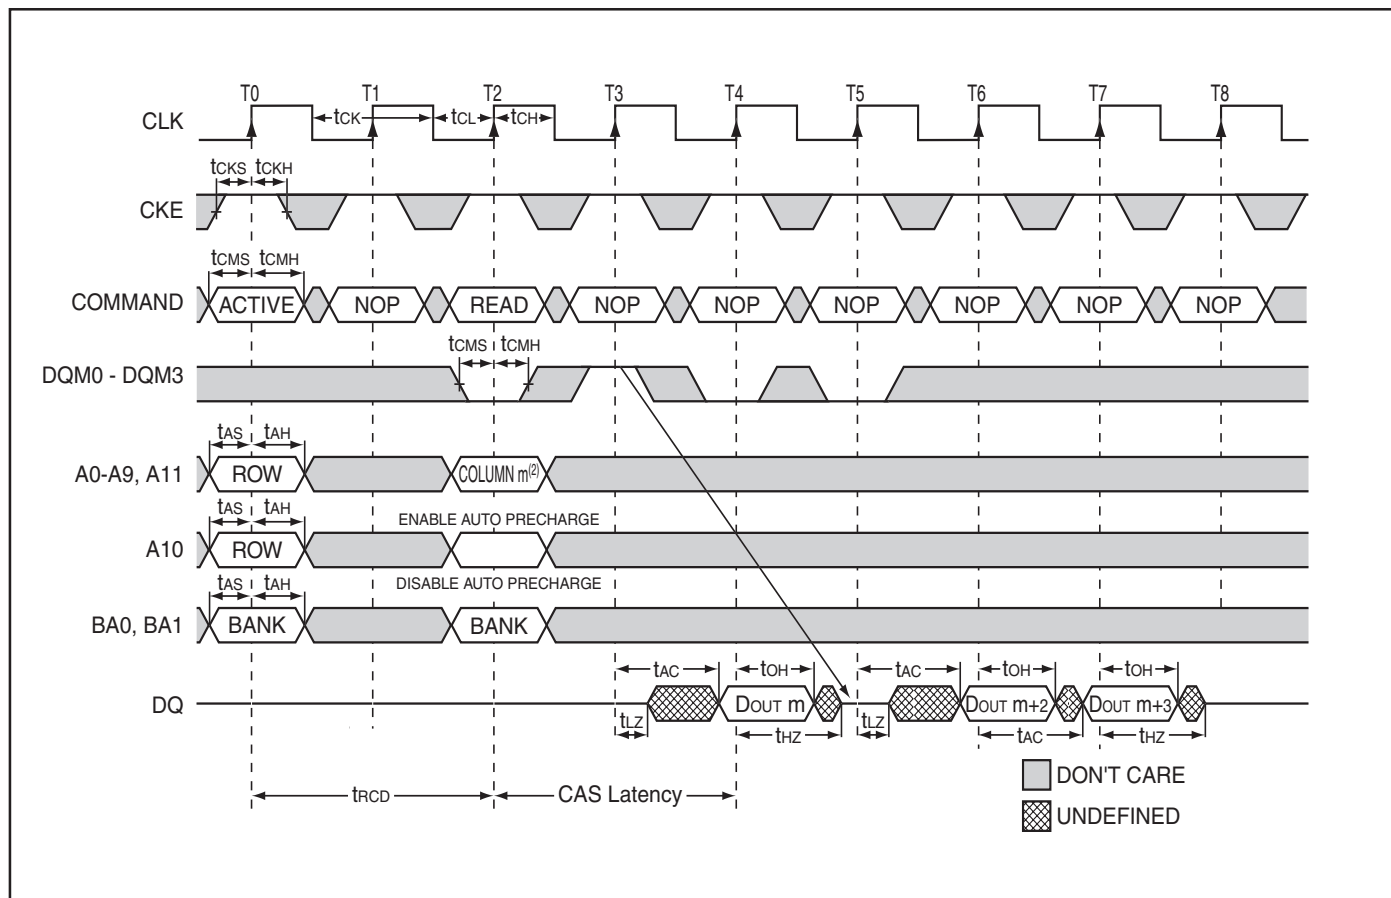 T0 T1 T2 T3 T4 T5 T6 T7 T8
CLK tCK tCL tCH
tCKS tCKH
CKE
tCMS tCMH
COMMAND ACTIVE NOP READ NOP NOP NOP NOP NOP NOP
tCMS tCMH
DQM0 - DQM3
tAS tAH
A0-A9, A11 ROW COLUMN m(2)
tAS tAH ENABLE AUTO PRECHARGE
A10 ROW
tAS tAH DISABLE AUTO PRECHARGE
BA0, BA1 BANK BANK
tAC tOH tAC tOH tOH
DQ DOUT m DOUT m+2 DOUT m+3
tLZ tHZ tLZ tAC tHZ
DON'T CARE
tRCD CAS Latency
UNDEFINED